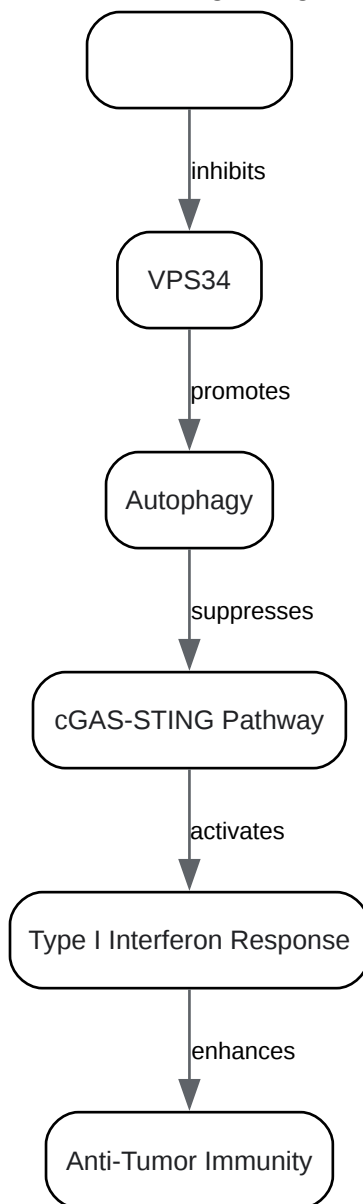 inhibits
VPS34
promotes
Autophagy
suppresses
cGAS-STING Pathway
activates
Type I Interferon Response
enhances
Anti-Tumor Immunity